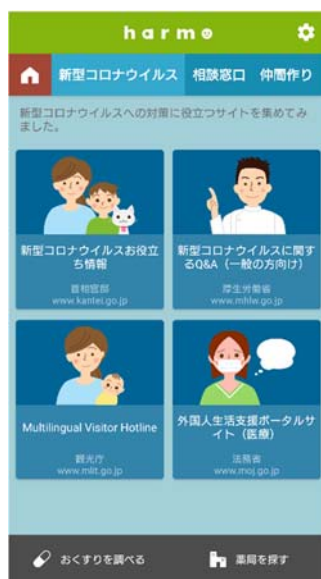 harmo
新型コロナウイルス 相談窓口 仲間作り
新型コロナウイルスへの対策に役立つサイトを集めてみ
ました。
新型コロナウイルスお役立
ち情報
首相官邸
www.kantei.go.jp
新型コロナウイルスに関す
るQ&A（一般の方向け）
厚生労働省
www.mhlw.go.jp
Multilingual Visitor Hotline
観光庁
www.mlit.go.jp
外国人生活支援ポータルサ
イト（医療）
法務省
www.moj.go.jp
おくすりを調べる
薬局を探す